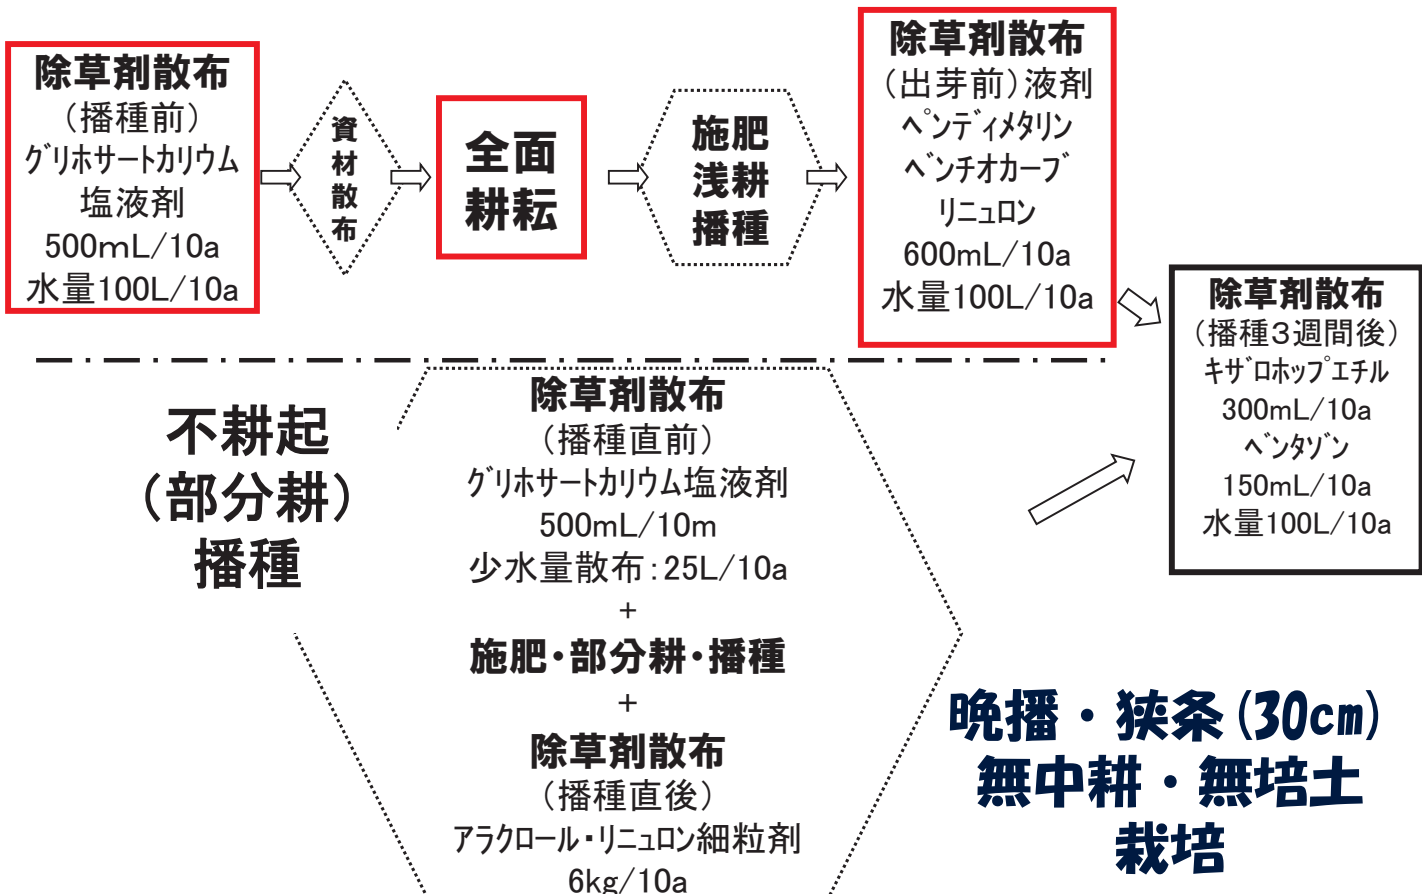 除草剤散布
（播種前）
ｸﾞﾘﾎｻｰﾄｶﾘｳﾑ
塩液剤
500mL/10a
水量100L/10a
資
材
散
布
全面
耕耘
施肥
浅耕
播種
除草剤散布
（出芽前）液剤
ﾍﾟﾝﾃﾞｨﾒﾀﾘﾝ
ﾍﾞﾝﾁｵｶｰﾌﾞ
ﾘﾆｭﾛﾝ
600mL/10a
水量100L/10a
除草剤散布
（播種3週間後）
ｷｻﾞﾛﾎｯﾌﾟｴﾁﾙ
300mL/10a
ﾍﾞﾝﾀｿﾞﾝ
150mL/10a
水量100L/10a
不耕起
（部分耕）
播種
除草剤散布
（播種直前）
ｸﾞﾘﾎｻｰﾄｶﾘｳﾑ塩液剤
500mL/10m
少水量散布：25L/10a
+
施肥・部分耕・播種
+
除草剤散布
（播種直後）
ｱﾗｸﾛｰﾙ・ﾘﾆｭﾛﾝ細粒剤
6kg/10a
晩播・狭条(30cm)
無中耕・無培土
栽培